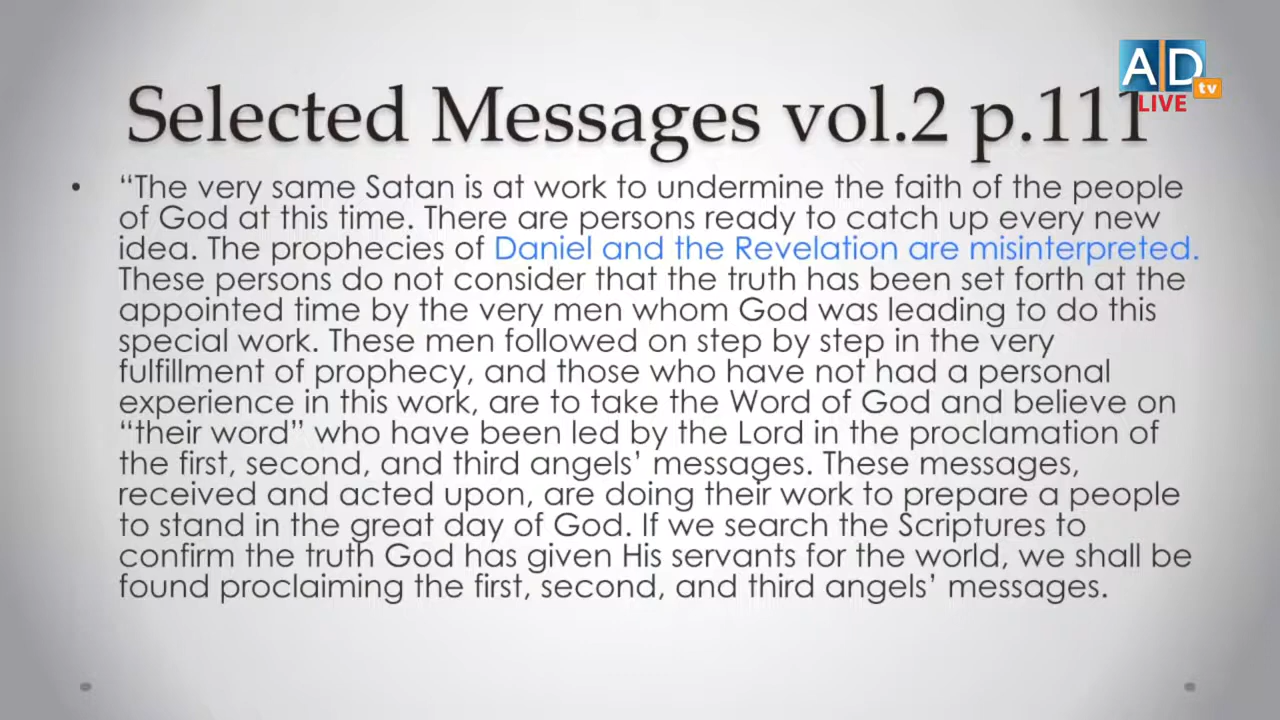 A|D
tv
LIVE
Selected Messages vol.2 p.111
• “The very same Satan is at work to undermine the faith of the people
of God at this time. There are persons ready to catch up every new
idea. The prophecies of Daniel and the Revelation are misinterpreted.
These persons do not consider that the truth has been set forth at the
appointed time by the very men whom God was leading to do this
special work. These men followed on step by step in the very
fulfillment of prophecy, and those who have not had a personal
experience in this work, are to take the Word of God and believe on
“their word” who have been led by the Lord in the proclamation of
the first, second, and third angels’ messages. These messages,
received and acted upon, are doing their work to prepare a people
to stand in the great day of God. If we search the Scriptures to
confirm the truth God has given His servants for the world, we shall be
found proclaiming the first, second, and third angels’ messages.